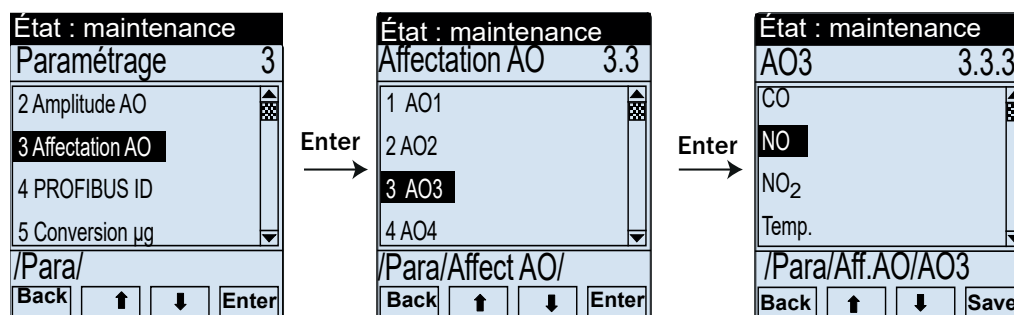 État : maintenance
Paramétrage 3
2 Amplitude AO
3 Affectation AO
4 PROFIBUS ID
5 Conversion µg
/Para/
Back Enter
Enter
État : maintenance
Affectation AO 3.3
1 AO1
2 AO2
3 AO3
4 AO4
/Para/Affect AO/
Back Enter
Enter
État : maintenance
AO3 3.3.3
CO
NO
NO2
Temp.
/Para/Aff.AO/AO3
Back Save